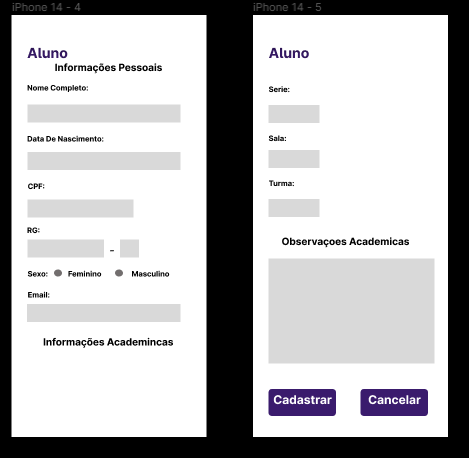 iPhone 14 - 4
Aluno
Informações Pessoais
Nome Completo:
Data De Nascimento:
CPF:
RG:
-
Sexo: Feminino Masculino
Email:
Informações Academincas
iPhone 14 - 5
Aluno
Serie:
Sala:
Turma:
Observaçoes Academicas
Cadastrar Cancelar